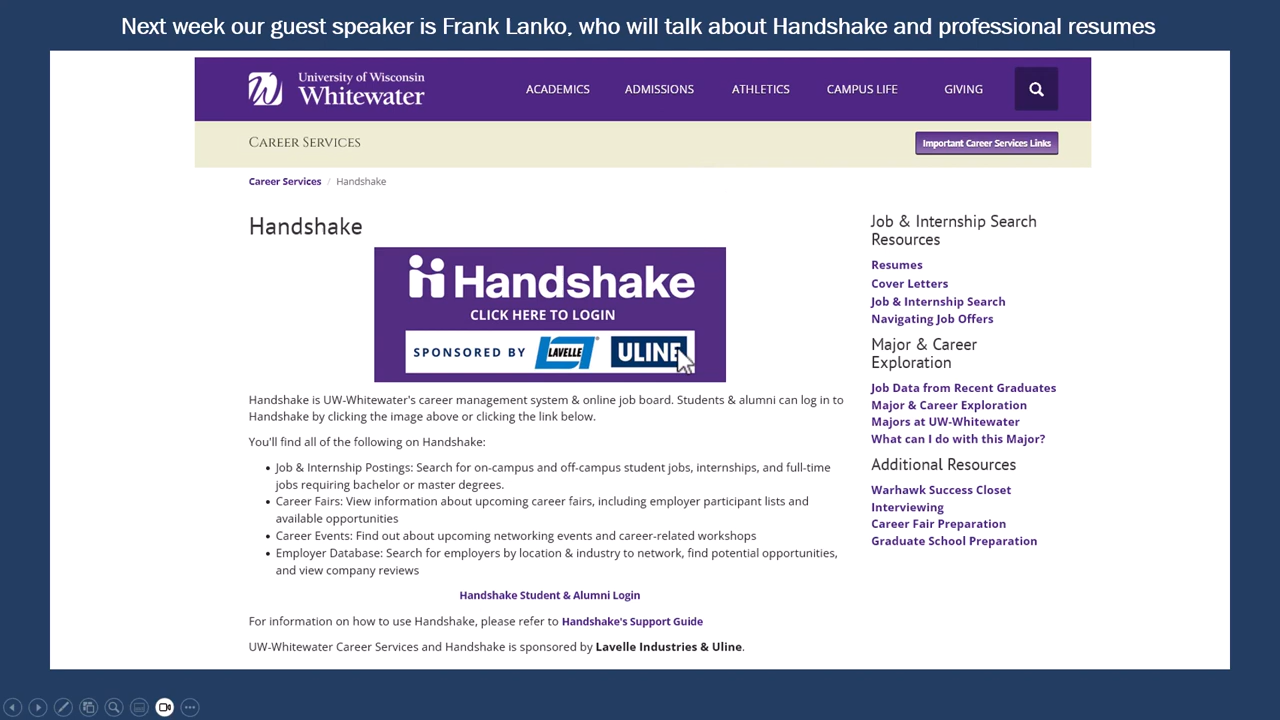 Next week our guest speaker is Frank Lanko, who will talk about Handshake and professional resumes
University of Wisconsin
Whitewater
ACADEMICS ADMISSIONS ATHLETICS CAMPUS LIFE GIVING
CAREER SERVICES
Important Career Services Links
Career Services / Handshake
Handshake
Handshake
CLICK HERE TO LOGIN
SPONSORED BY LAVELLE ULINE
Handshake is UW-Whitewater's career management system & online job board. Students & alumni can log in to
Handshake by clicking the image above or clicking the link below.
You'll find all of the following on Handshake:
• Job & Internship Postings: Search for on-campus and off-campus student jobs, internships, and full-time
jobs requiring bachelor or master degrees.
• Career Fairs: View information about upcoming career fairs, including employer participant lists and
available opportunities
• Career Events: Find out about upcoming networking events and career-related workshops
• Employer Database: Search for employers by location & industry to network, find potential opportunities,
and view company reviews
Handshake Student & Alumni Login
For information on how to use Handshake, please refer to Handshake's Support Guide
UW-Whitewater Career Services and Handshake is sponsored by Lavelle Industries & Uline.
Job & Internship Search
Resources
Resumes
Cover Letters
Job & Internship Search
Navigating Job Offers
Major & Career
Exploration
Job Data from Recent Graduates
Major & Career Exploration
Majors at UW-Whitewater
What can I do with this Major?
Additional Resources
Warhawk Success Closet
Interviewing
Career Fair Preparation
Graduate School Preparation